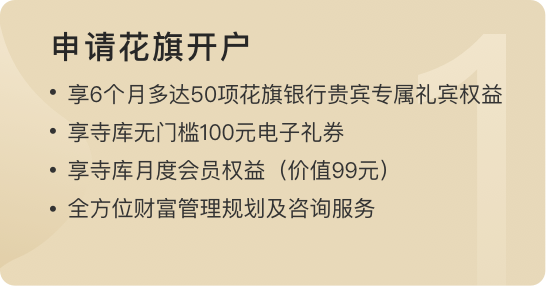 申请花旗开户
• 享6个月多达50项花旗银行贵宾专属礼宾权益
• 享寺库无门槛100元电子礼券
• 享寺库月度会员权益（价值99元）
• 全方位财富管理规划及咨询服务
1